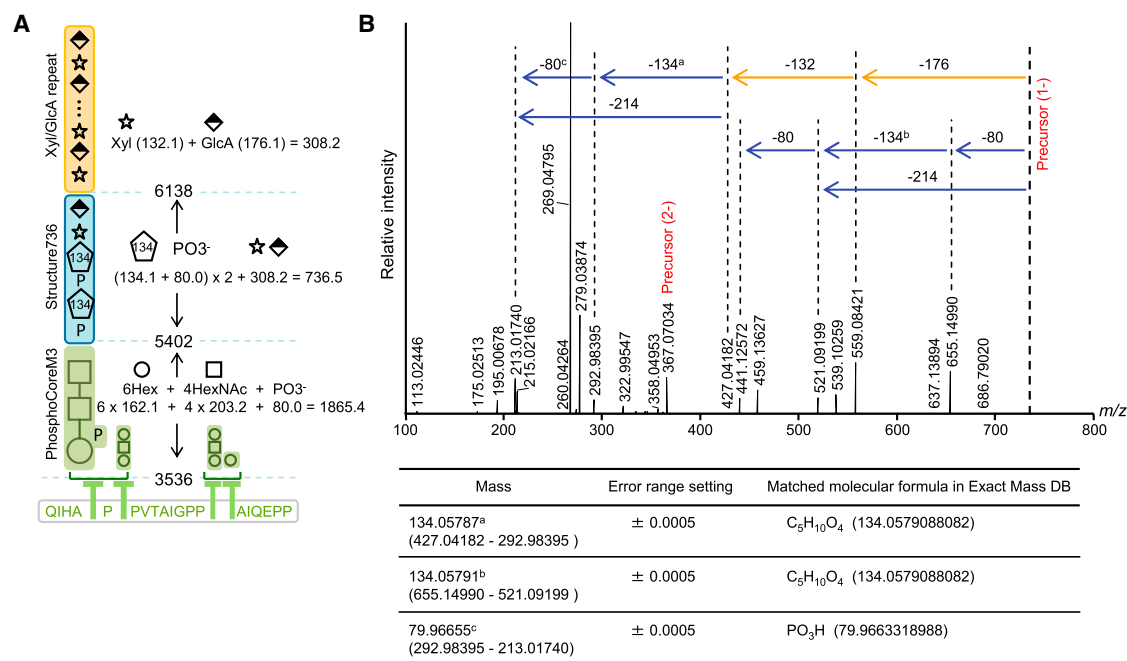 A
Xyl/GlcA repeat
Xyl (132.1) + GlcA (176.1) = 308.2
6138
Structure736
134
P
134
P
134 PO3-
(134.1 + 80.0) x 2 + 308.2 = 736.5
5402
PhosphoCoreM3
P
6Hex + 4HexNAc + PO3-
6 x 162.1 + 4 x 203.2 + 80.0 = 1865.4
3536
QIHA P PVTAIGPP AIQEPP
B
Relative intensity
-80c -134a -132 -176
-214
-80 -134b -80
-214
Precursor (1-)
Precursor (2-)
113.02446
175.02513
195.00678
213.01740
215.02166
260.04264
269.04795
279.03874
292.98395
322.99547
358.04953
367.07034
427.04182
441.12572
459.13627
521.09199
539.10259
559.08421
637.13894
655.14990
686.79020
100 200 300 400 500 600 700 800 m/z
Mass Error range setting Matched molecular formula in Exact Mass DB
134.05787a ± 0.0005 C5H10O4 (134.0579088082)
(427.04182 - 292.98395 )
134.05791b ± 0.0005 C5H10O4 (134.0579088082)
(655.14990 - 521.09199)
79.96655c ± 0.0005 PO3H (79.9663318988)
(292.98395 - 213.01740)